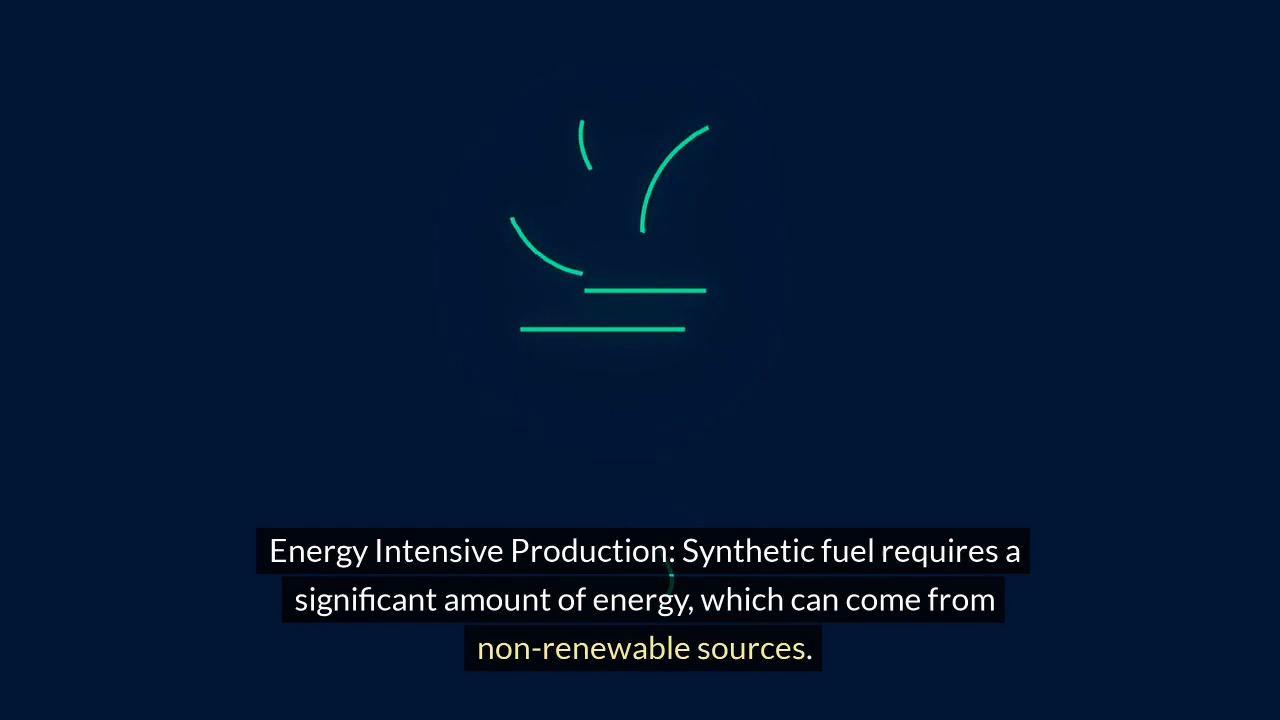 Energy Intensive Production: Synthetic fuel requires a
significant amount of energy, which can come from
non-renewable sources.